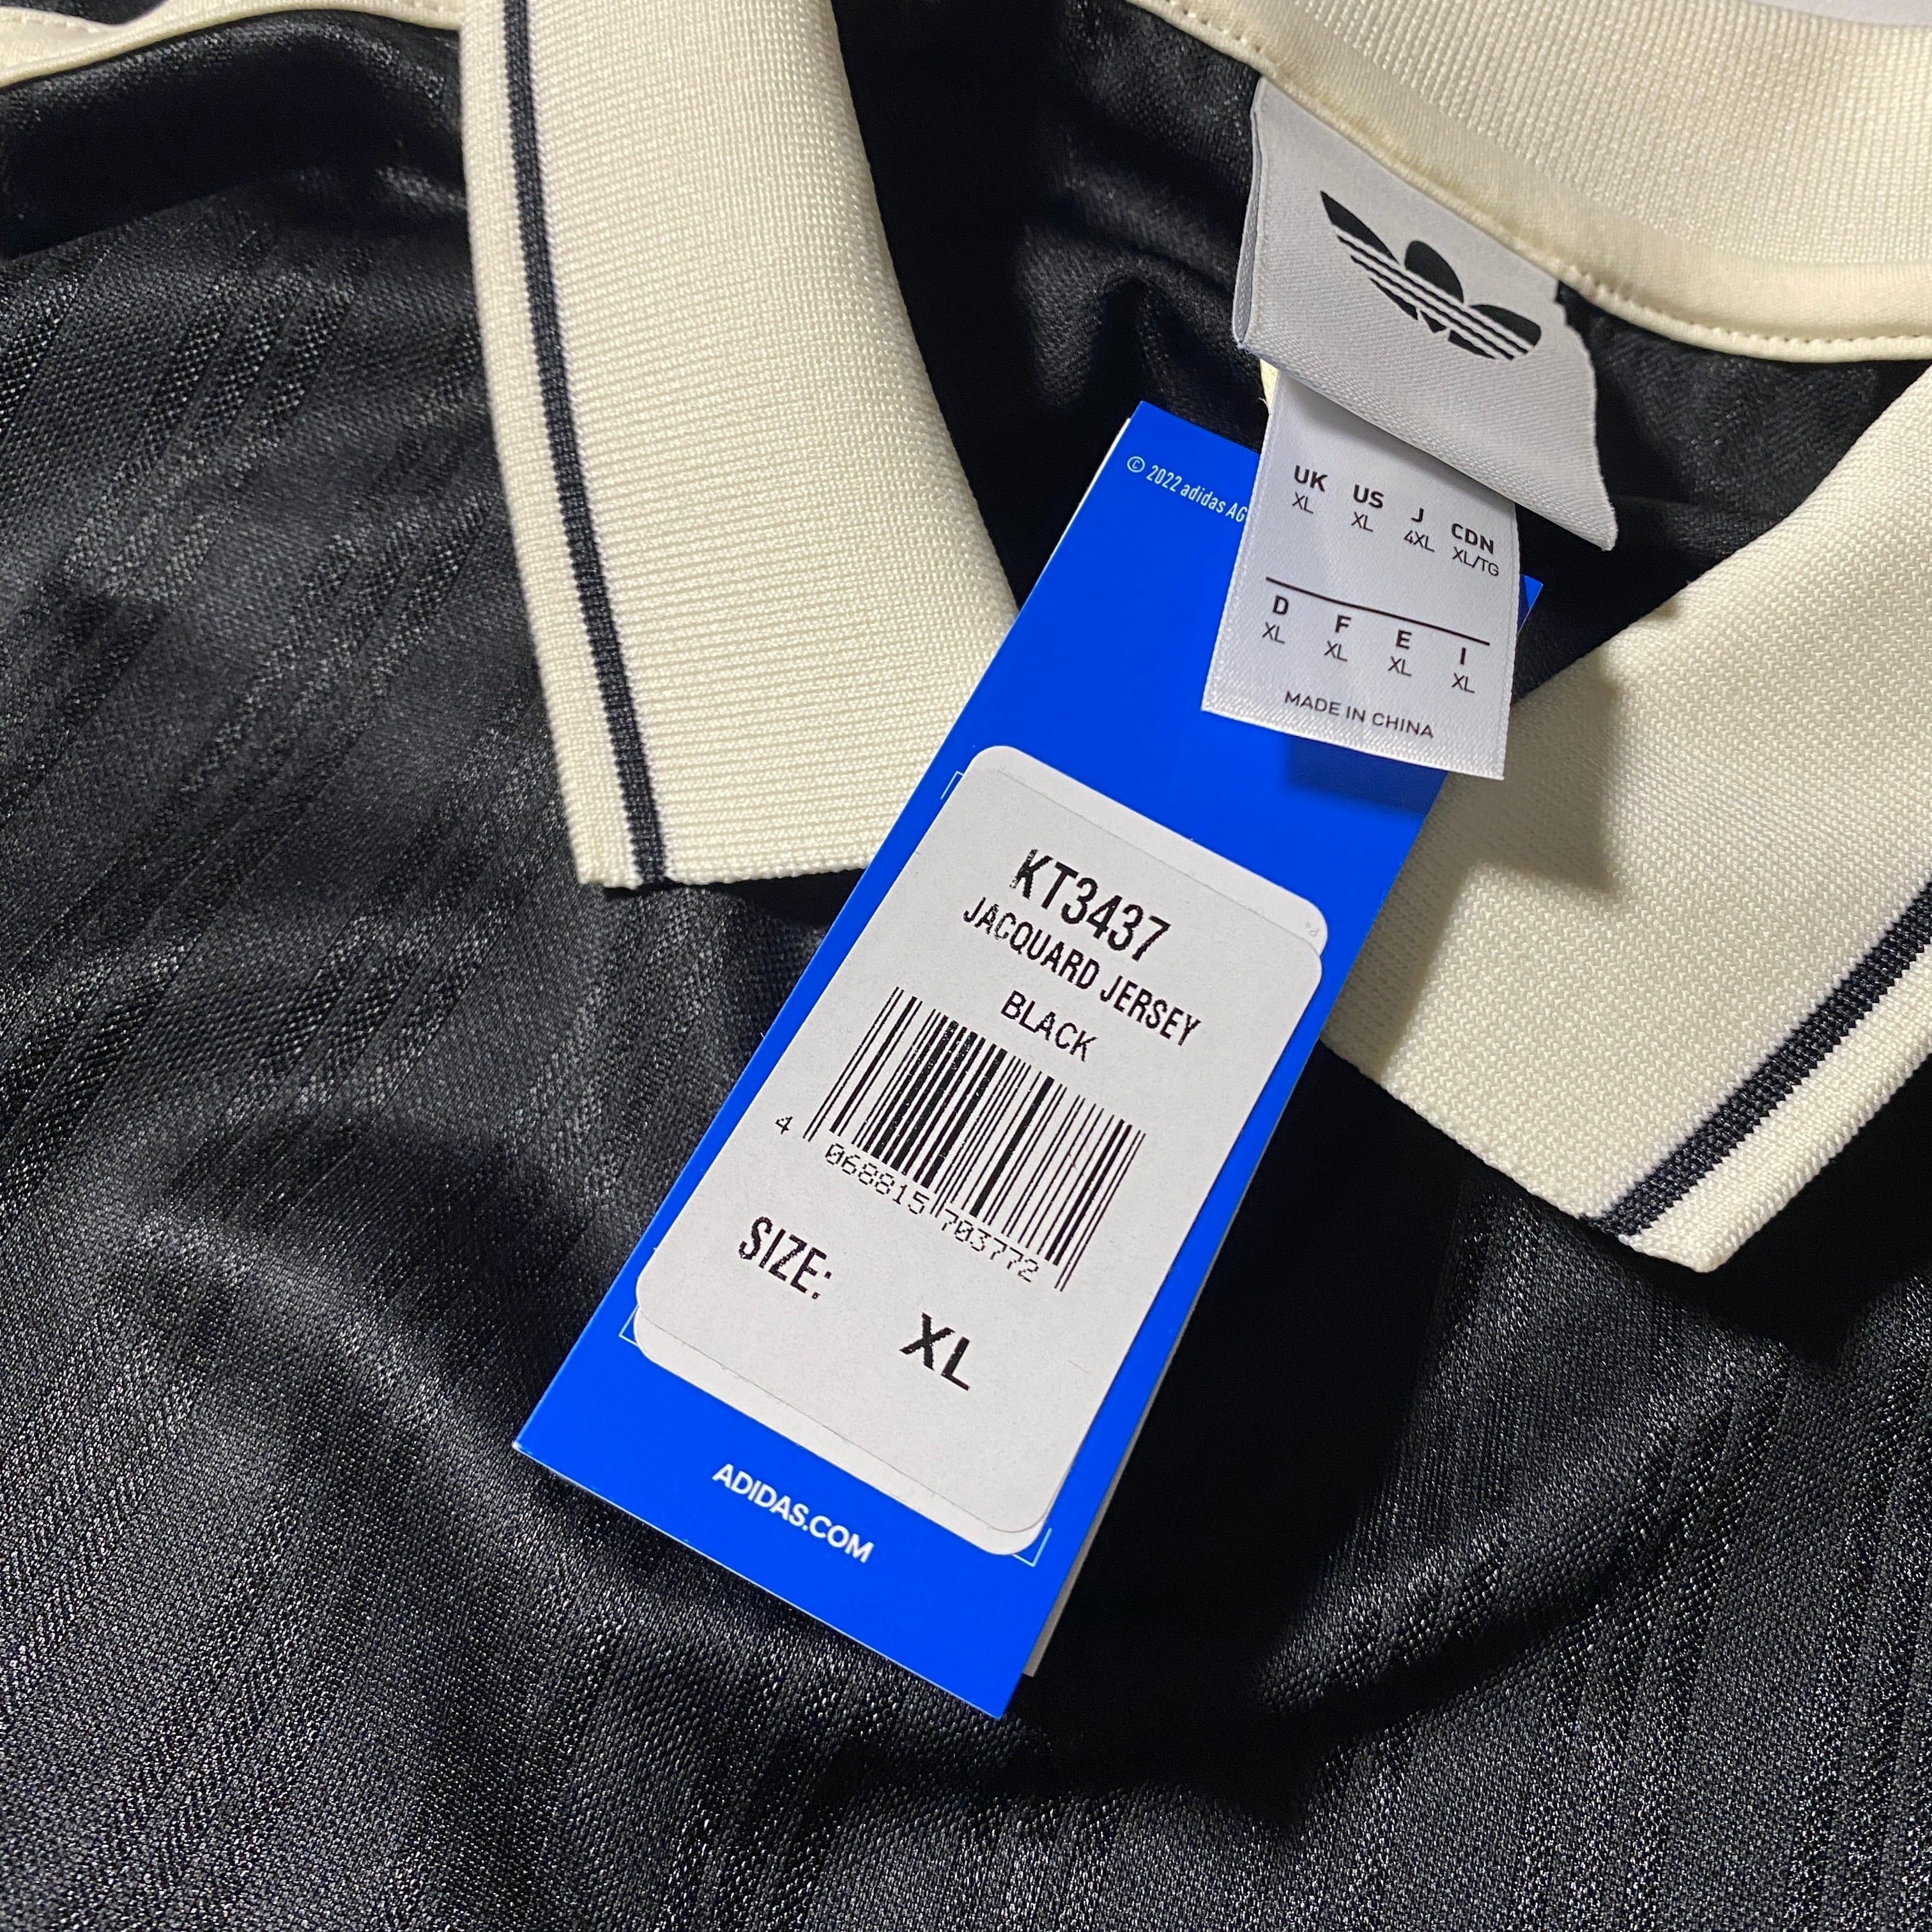 © 2022 adidas AG
UK US J CDN
XL XL 4XL XL/TG
D F E I
XL XL XL XL
MADE IN CHINA
KT3437
JACQUARD JERSEY
BLACK
4 068815 703772
SIZE:
XL
ADIDAS.COM